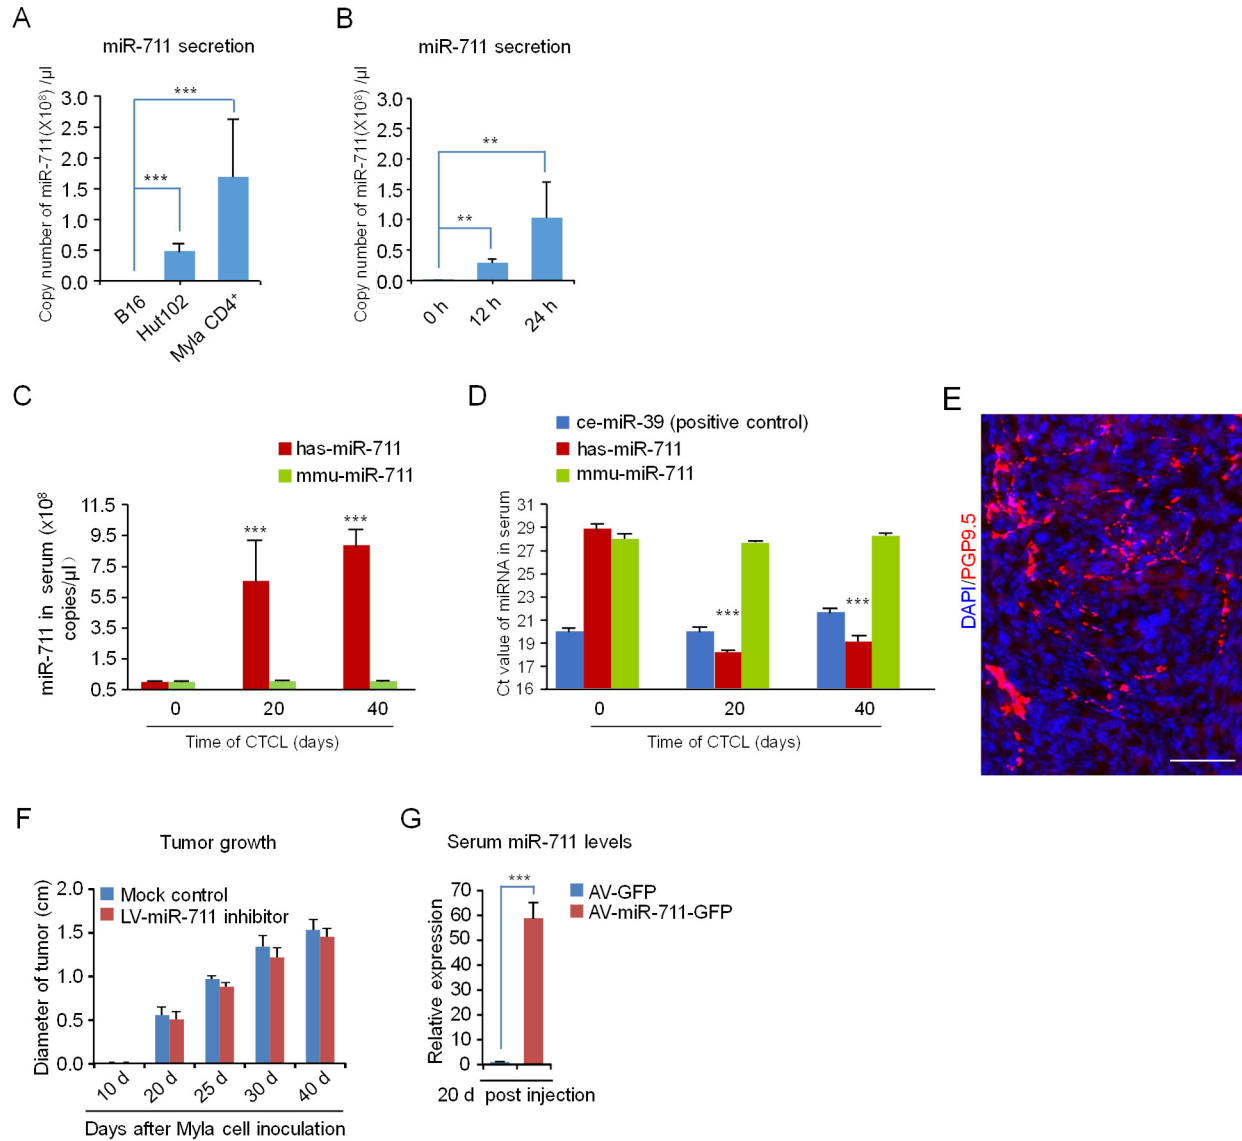 A
miR-711 secretion
Copy number of miR-711(X10⁸) /µl
3.0
2.5
2.0
1.5
1.0
0.5
0.0
***
***
B16
Hut102
Myla CD4⁺
B
miR-711 secretion
Copy number of miR-711(X10⁸) /µl
3.0
2.5
2.0
1.5
1.0
0.5
0.0
**
**
0 h
12 h
24 h
C
has-miR-711
mmu-miR-711
miR-711 in serum (x10⁸
copies/µl)
11.5
9.5
7.5
5.5
3.5
1.5
0.5
***
***
0
20
40
Time of CTCL (days)
D
ce-miR-39 (positive control)
has-miR-711
mmu-miR-711
Ct value of miRNA in serum
31
29
27
25
23
21
19
17
16
***
***
0
20
40
Time of CTCL (days)
E
DAPI/PGP9.5
F
Tumor growth
Mock control
LV-miR-711 inhibitor
Diameter of tumor (cm)
2.0
1.5
1.0
0.5
0.0
10 d
20 d
25 d
30 d
40 d
Days after Myla cell inoculation
G
Serum miR-711 levels
AV-GFP
AV-miR-711-GFP
Relative expression
70
60
50
40
30
20
10
0
***
20 d post injection